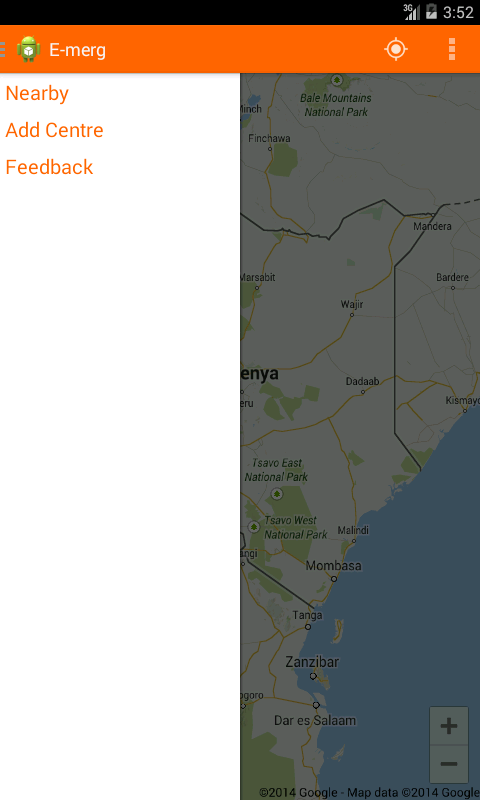 3G 3:52
E-merg
Nearby
Add Centre
Feedback
Bale Mountains
National Park
Minch
Finchawa
Mandera
Marsabit
Bardere
Wajir
enya
Dadaab
eru
Kismayo
Tsavo East
National Park
Tsavo West
National Park
Malindi
ngi
Mombasa
Tanga
Zanzibar
ogoro
Dar es Salaam
+
−
©2014 Google - Map data ©2014 Google